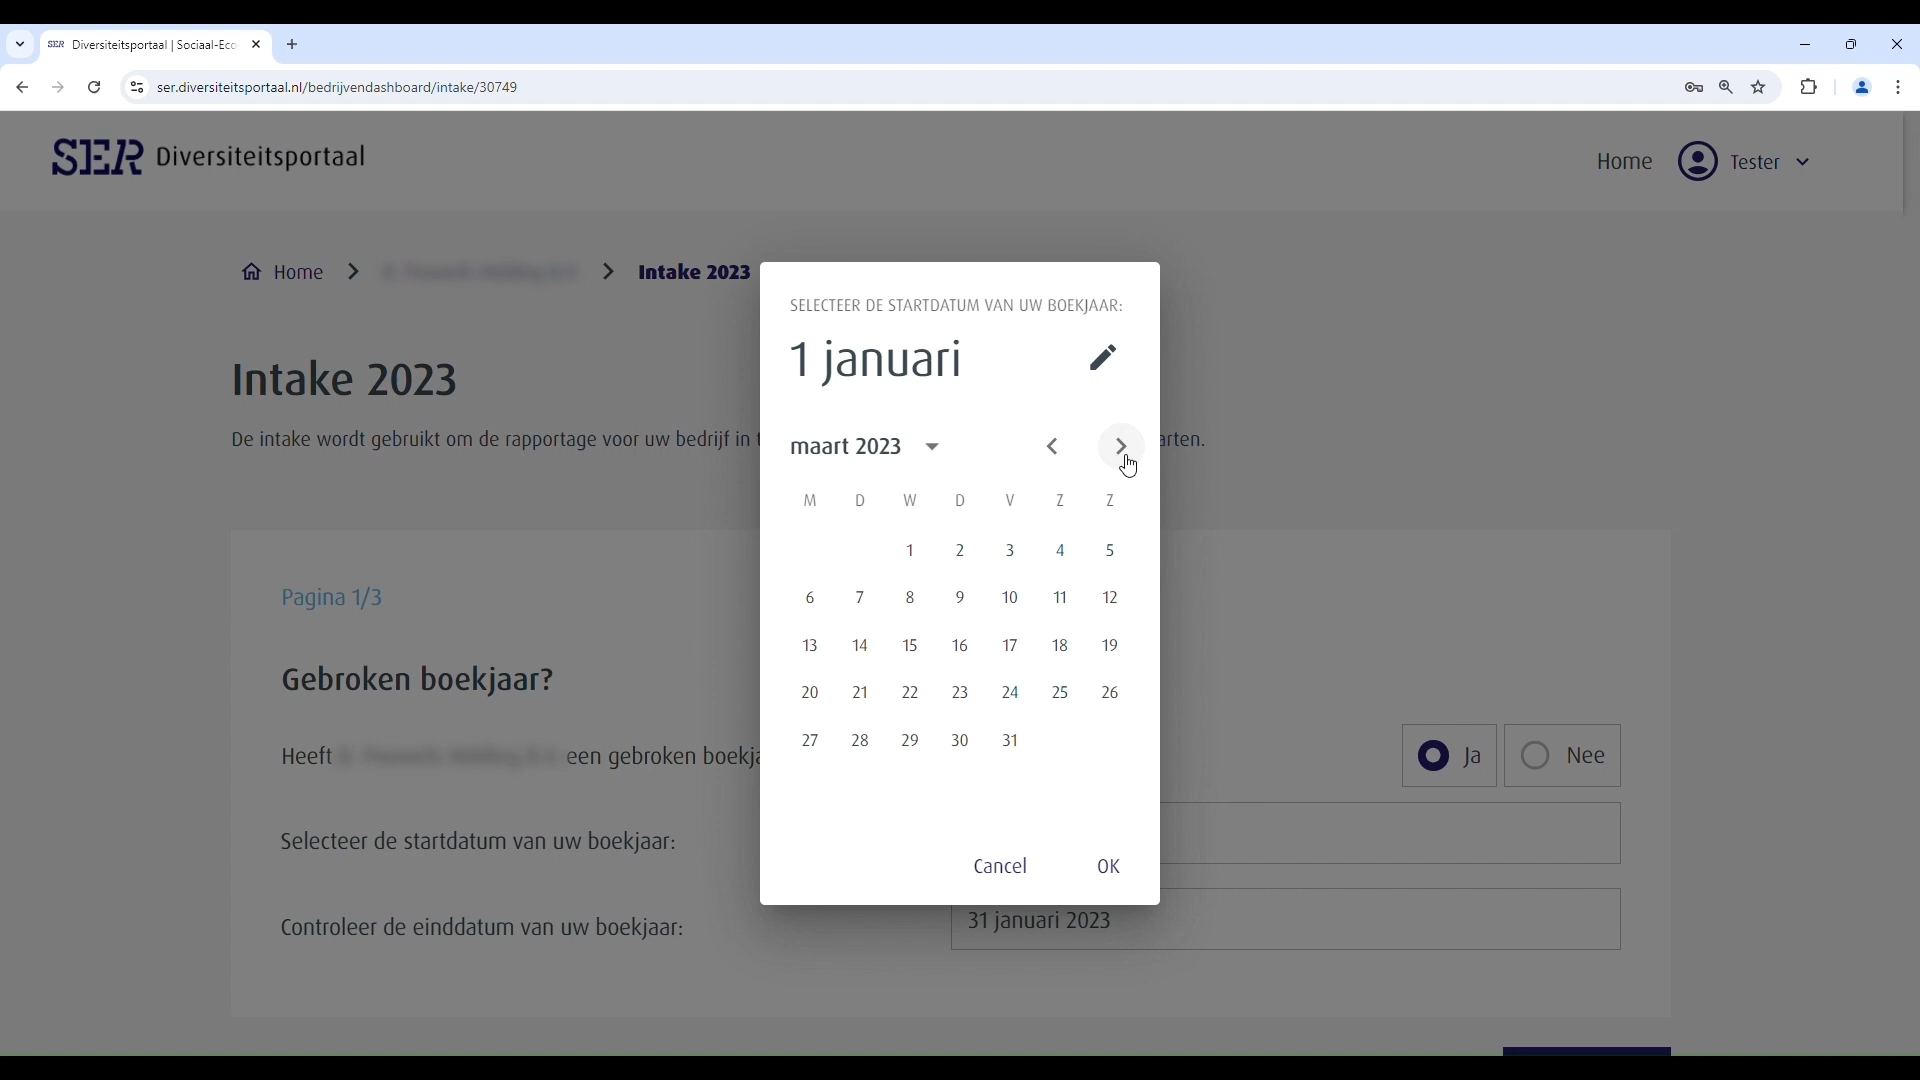 SER Diversiteitsportaal | Sociaal-Eco
ser.diversiteitsportaal.nl/bedrijvendashboard/intake/30749
SER Diversiteitsportaal
Home
Tester
Home
Intake 2023
Intake 2023
De intake wordt gebruikt om de rapportage voor uw bedrijf in
SELECTEER DE STARTDATUM VAN UW BOEKJAAR:
1 januari
maart 2023
M D W D V Z Z
1 2 3 4 5
6 7 8 9 10 11 12
13 14 15 16 17 18 19
20 21 22 23 24 25 26
27 28 29 30 31
Cancel OK
Pagina 1/3
Gebroken boekjaar?
Heeft een gebroken
Ja
Nee
Selecteer de startdatum van uw boekjaar:
Controleer de einddatum van uw boekjaar:
31 januari 2023